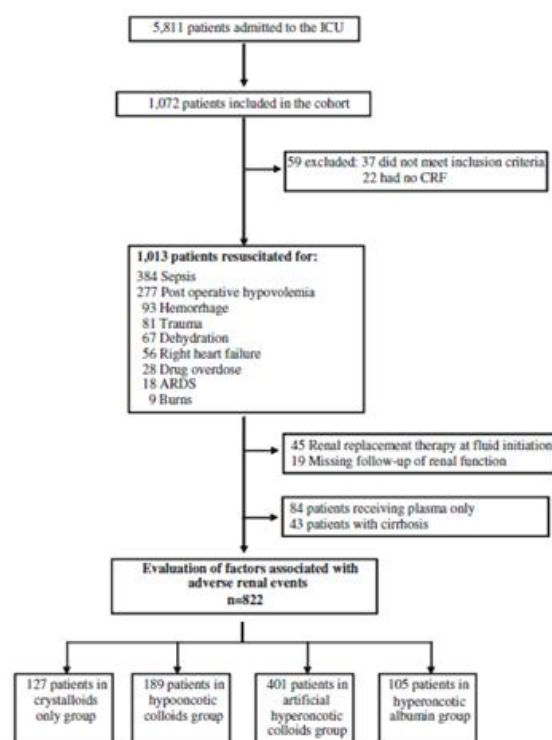 5,811 patients admitted to the ICU
1,072 patients included in the cohort
59 excluded: 37 did not meet inclusion criteria
22 had no CRF
1,013 patients resuscitated for:
384 Sepsis
277 Post operative hypovolemia
93 Hemorrhage
81 Trauma
67 Dehydration
56 Right heart failure
28 Drug overdose
18 ARDS
9 Burns
45 Renal replacement therapy at fluid initiation
19 Missing follow-up of renal function
84 patients receiving plasma only
43 patients with cirrhosis
Evaluation of factors associated with
adverse renal events
n=822
127 patients in
crystalloids
only group
189 patients in
hypooncotic
colloids group
401 patients in
artificial
hyperoncotic
colloids group
105 patients in
hyperoncotic
albumin group